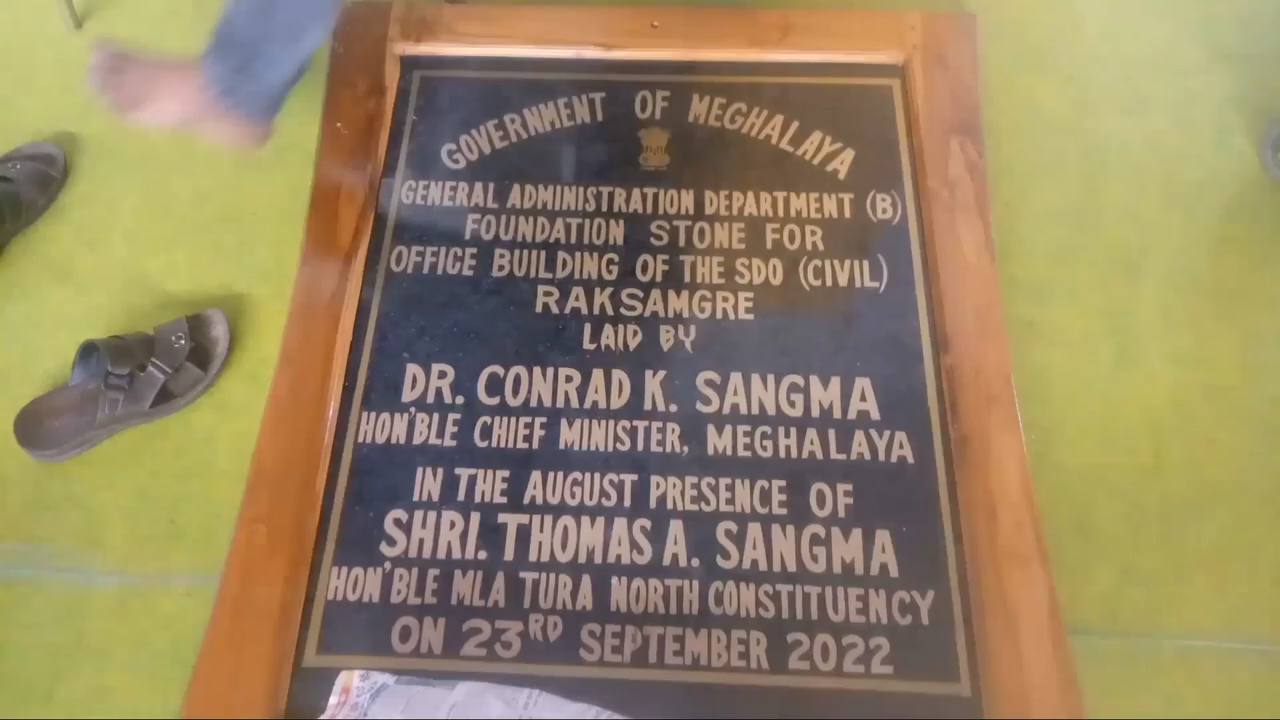 GOVERNMENT OF MEGHALAYA
GENERAL ADMINISTRATION DEPARTMENT (B)
FOUNDATION STONE FOR
OFFICE BUILDING OF THE SDO (CIVIL)
RAKSAMGRE
LAID BY
DR. CONRAD K. SANGMA
HON'BLE CHIEF MINISTER, MEGHALAYA
IN THE AUGUST PRESENCE OF
SHRI. THOMAS A. SANGMA
HON'BLE MLA TURA NORTH CONSTITUENCY
ON 23RD SEPTEMBER 2022